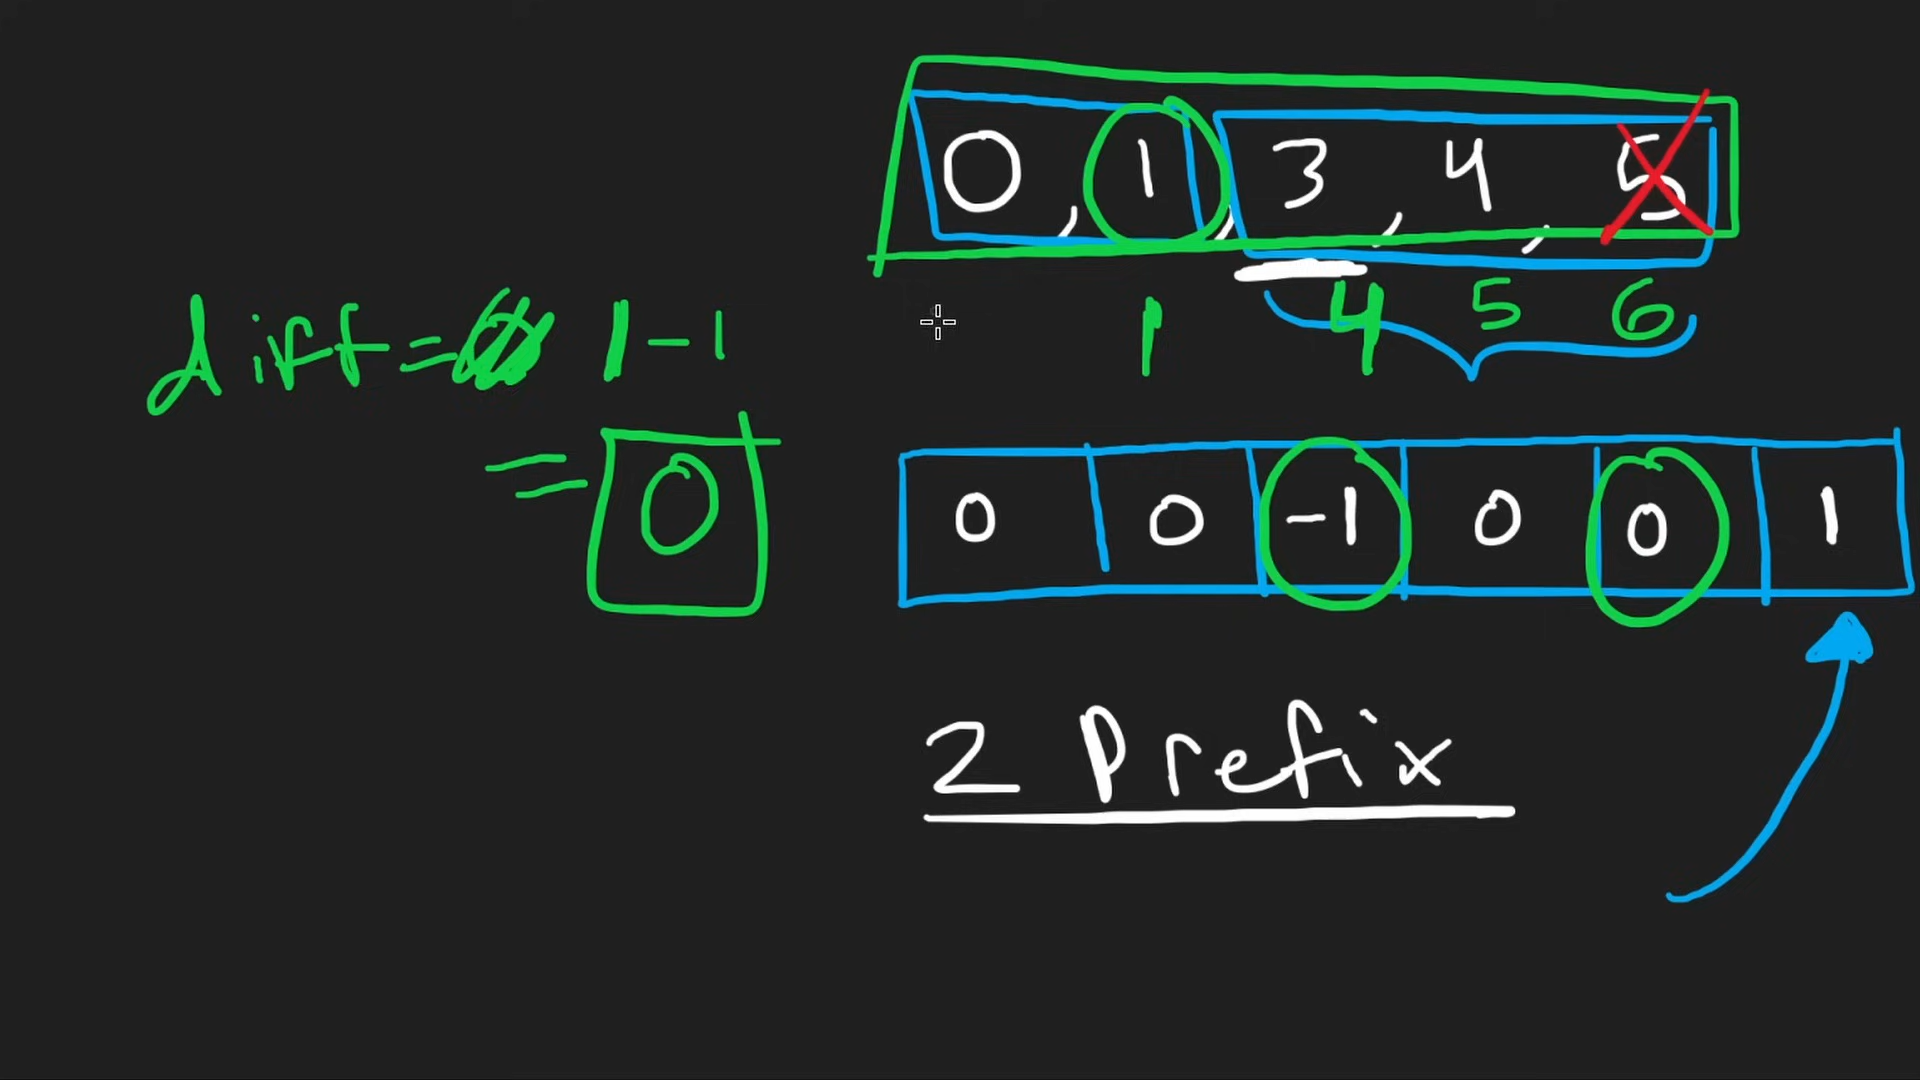 0, 1, 3, 4, 5
1 4 5 6
diff = 1 - 1
= 0
0 0 -1 0 0 1
2 Prefix